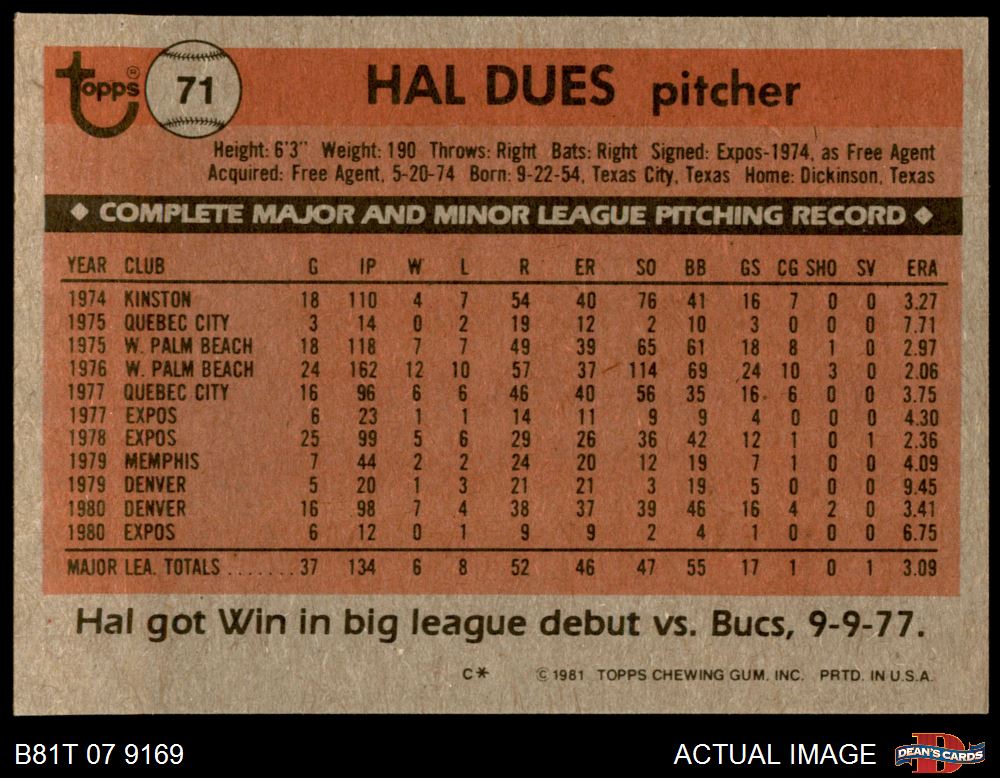 Topps® 71 HAL DUES pitcher
Height: 6'3" Weight: 190 Throws: Right Bats: Right Signed: Expos-1974, as Free Agent
Acquired: Free Agent, 5-20-74 Born: 9-22-54, Texas City, Texas Home: Dickinson, Texas
◆ COMPLETE MAJOR AND MINOR LEAGUE PITCHING RECORD ◆
YEAR CLUB G IP W L R ER SO BB GS CG SHO SV ERA
1974 KINSTON 18 110 4 7 54 40 76 41 16 7 0 0 3.27
1975 QUEBEC CITY 3 14 0 2 19 12 2 10 3 0 0 0 7.71
1975 W. PALM BEACH 18 118 7 7 49 39 65 61 18 8 1 0 2.97
1976 W. PALM BEACH 24 162 12 10 57 37 114 69 24 10 3 0 2.06
1977 QUEBEC CITY 16 96 6 6 46 40 56 35 16 6 0 0 3.75
1977 EXPOS 6 23 1 1 14 11 9 9 4 0 0 0 4.30
1978 EXPOS 25 99 5 6 29 26 36 42 12 1 0 1 2.36
1979 MEMPHIS 7 44 2 2 24 20 12 19 7 1 0 0 4.09
1979 DENVER 5 20 1 3 21 21 3 19 5 0 0 0 9.45
1980 DENVER 16 98 7 4 38 37 39 46 16 4 2 0 3.41
1980 EXPOS 6 12 0 1 9 9 2 4 1 0 0 0 6.75
MAJOR LEA. TOTALS ....... 37 134 6 8 52 46 47 55 17 1 0 1 3.09
Hal got Win in big league debut vs. Bucs, 9-9-77.
C* © 1981 TOPPS CHEWING GUM. INC. PRTD. IN U.S.A.
B81T 07 9169 ACTUAL IMAGE DEAN'S CARDS